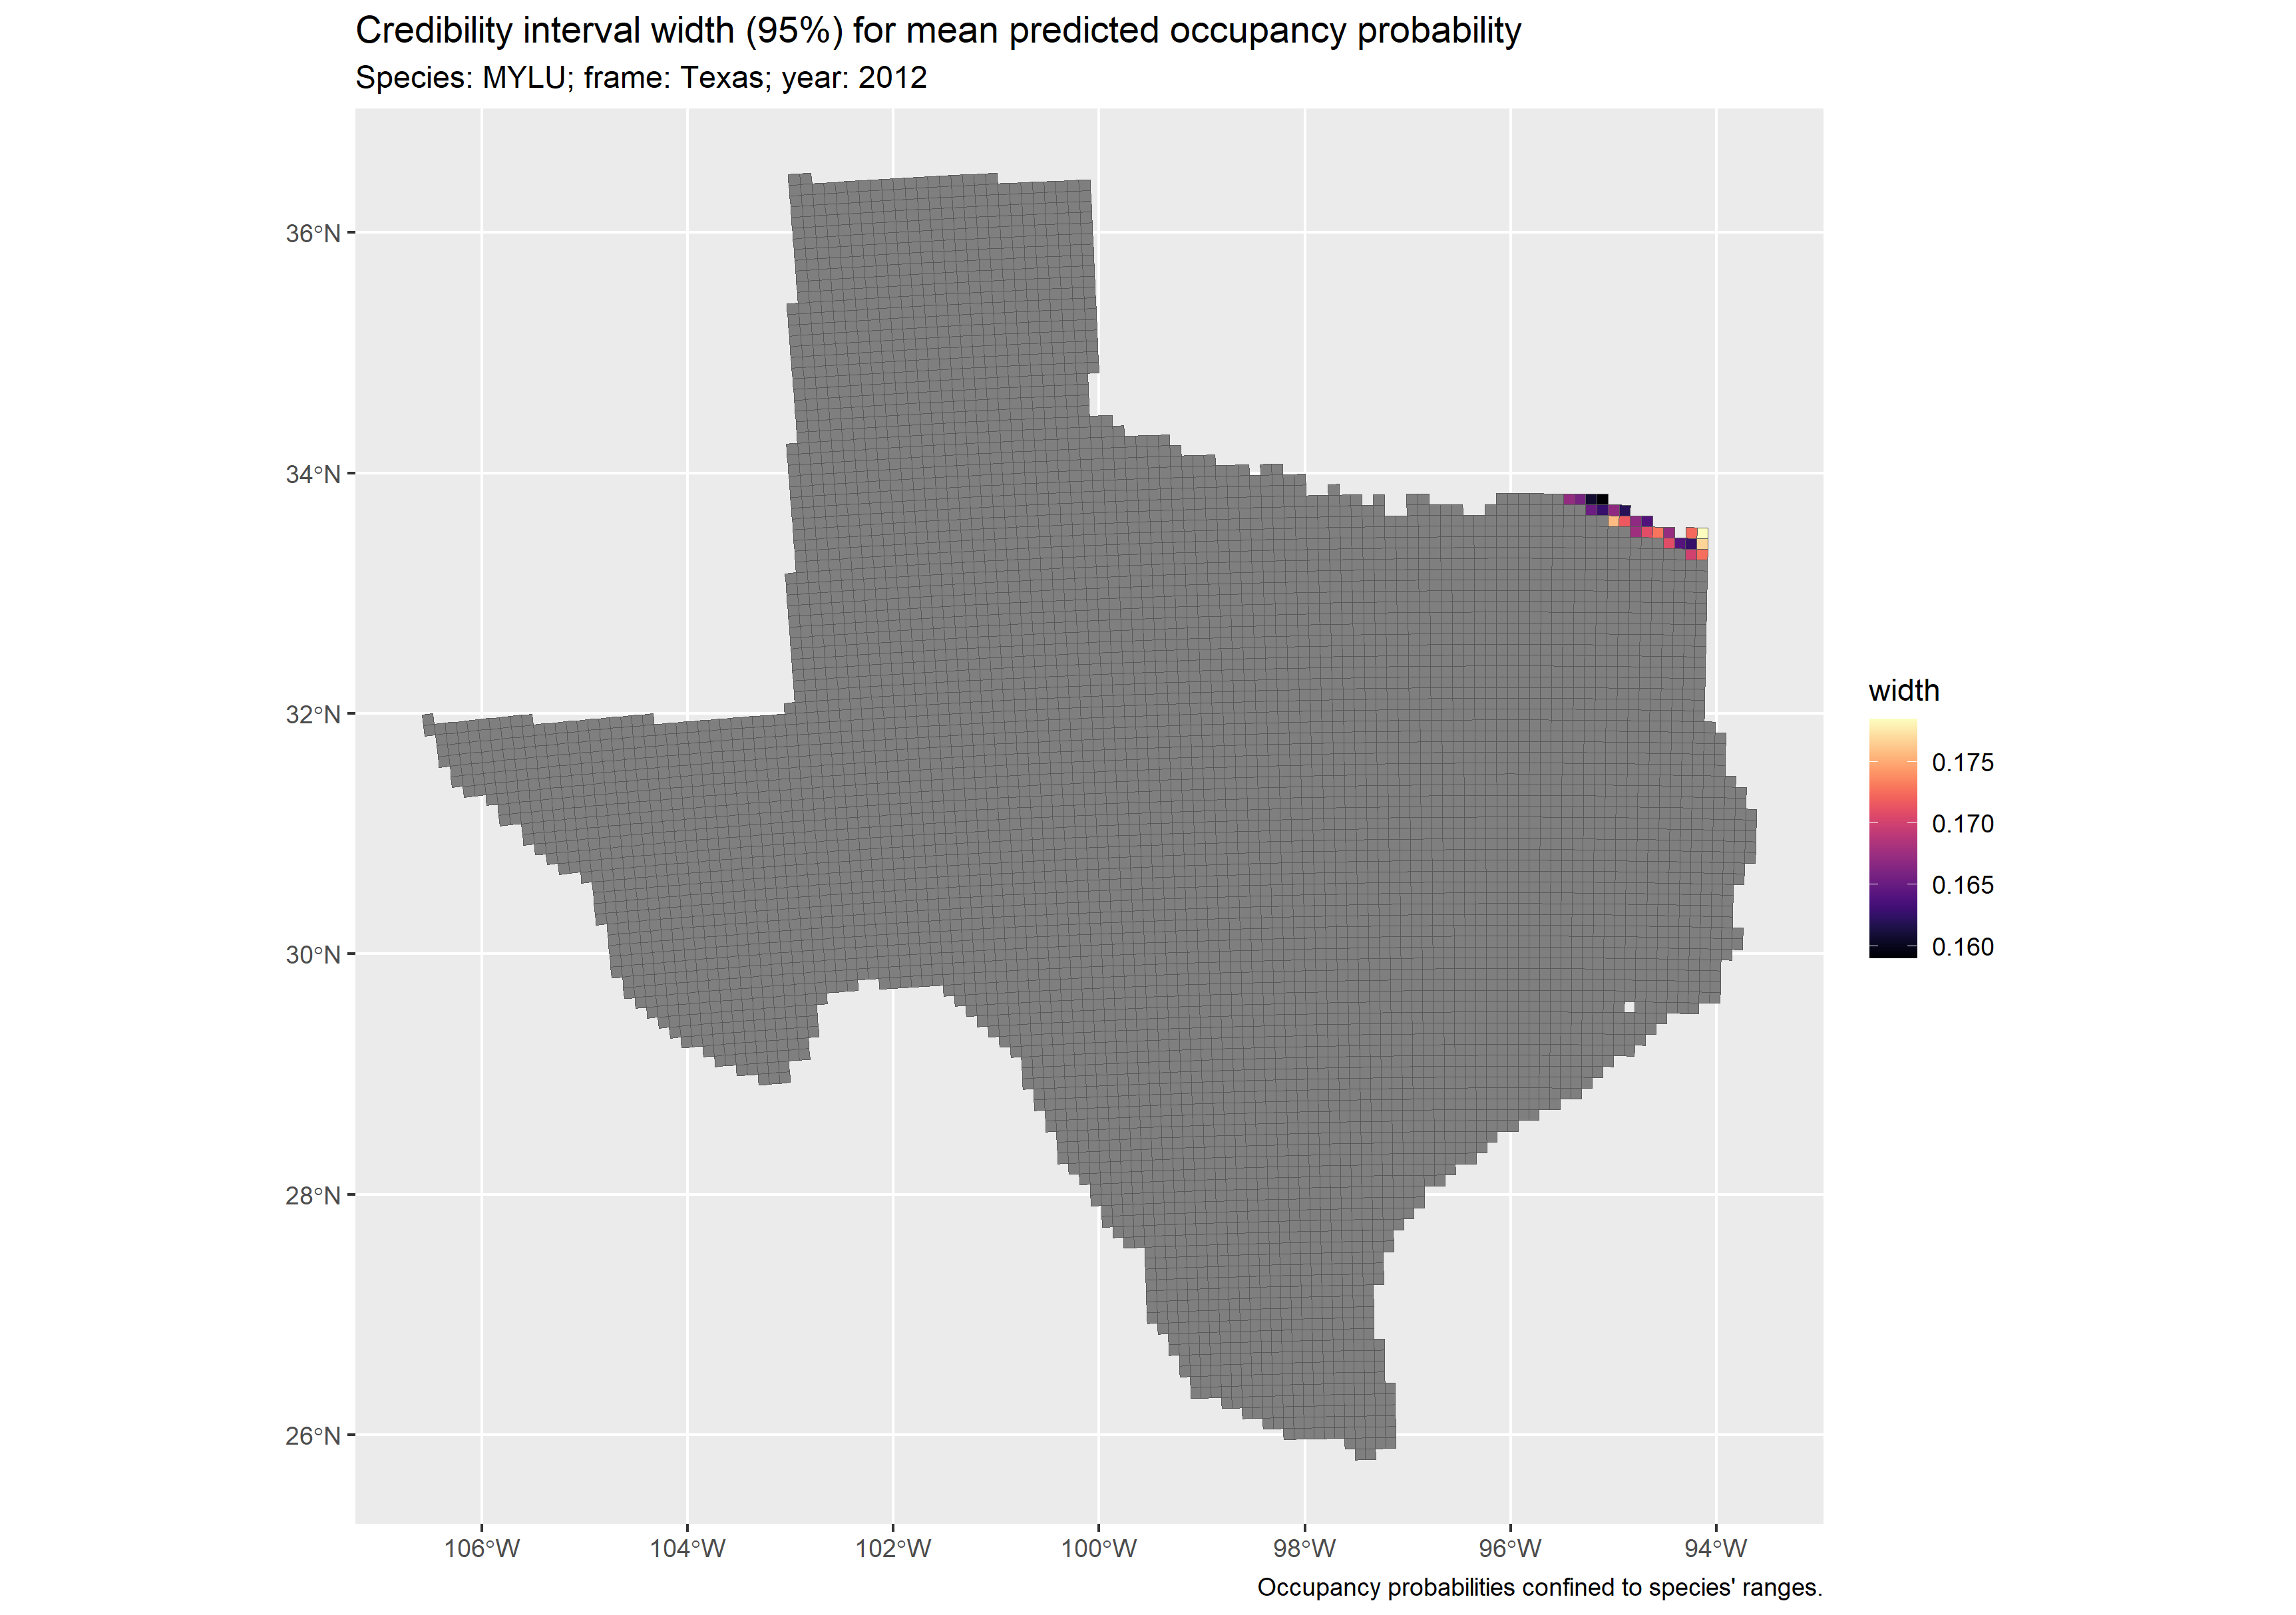 Credibility interval width (95%) for mean predicted occupancy probability
Species: MYLU; frame: Texas; year: 2012
36°N
34°N
32°N
30°N
28°N
26°N
106°W
104°W
102°W
100°W
98°W
96°W
94°W
width
0.175
0.170
0.165
0.160
Occupancy probabilities confined to species' ranges.